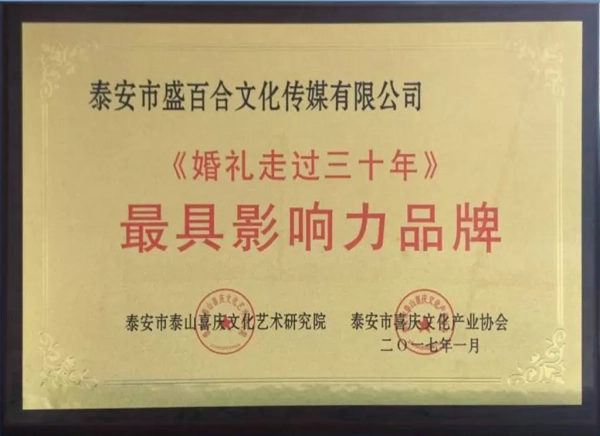 泰安市盛百合文化传媒有限公司
《婚礼走过三十年》
最具影响力品牌
泰安市泰山喜庆文化艺术研究院 泰安市喜庆文化产业协会
二〇一七年一月